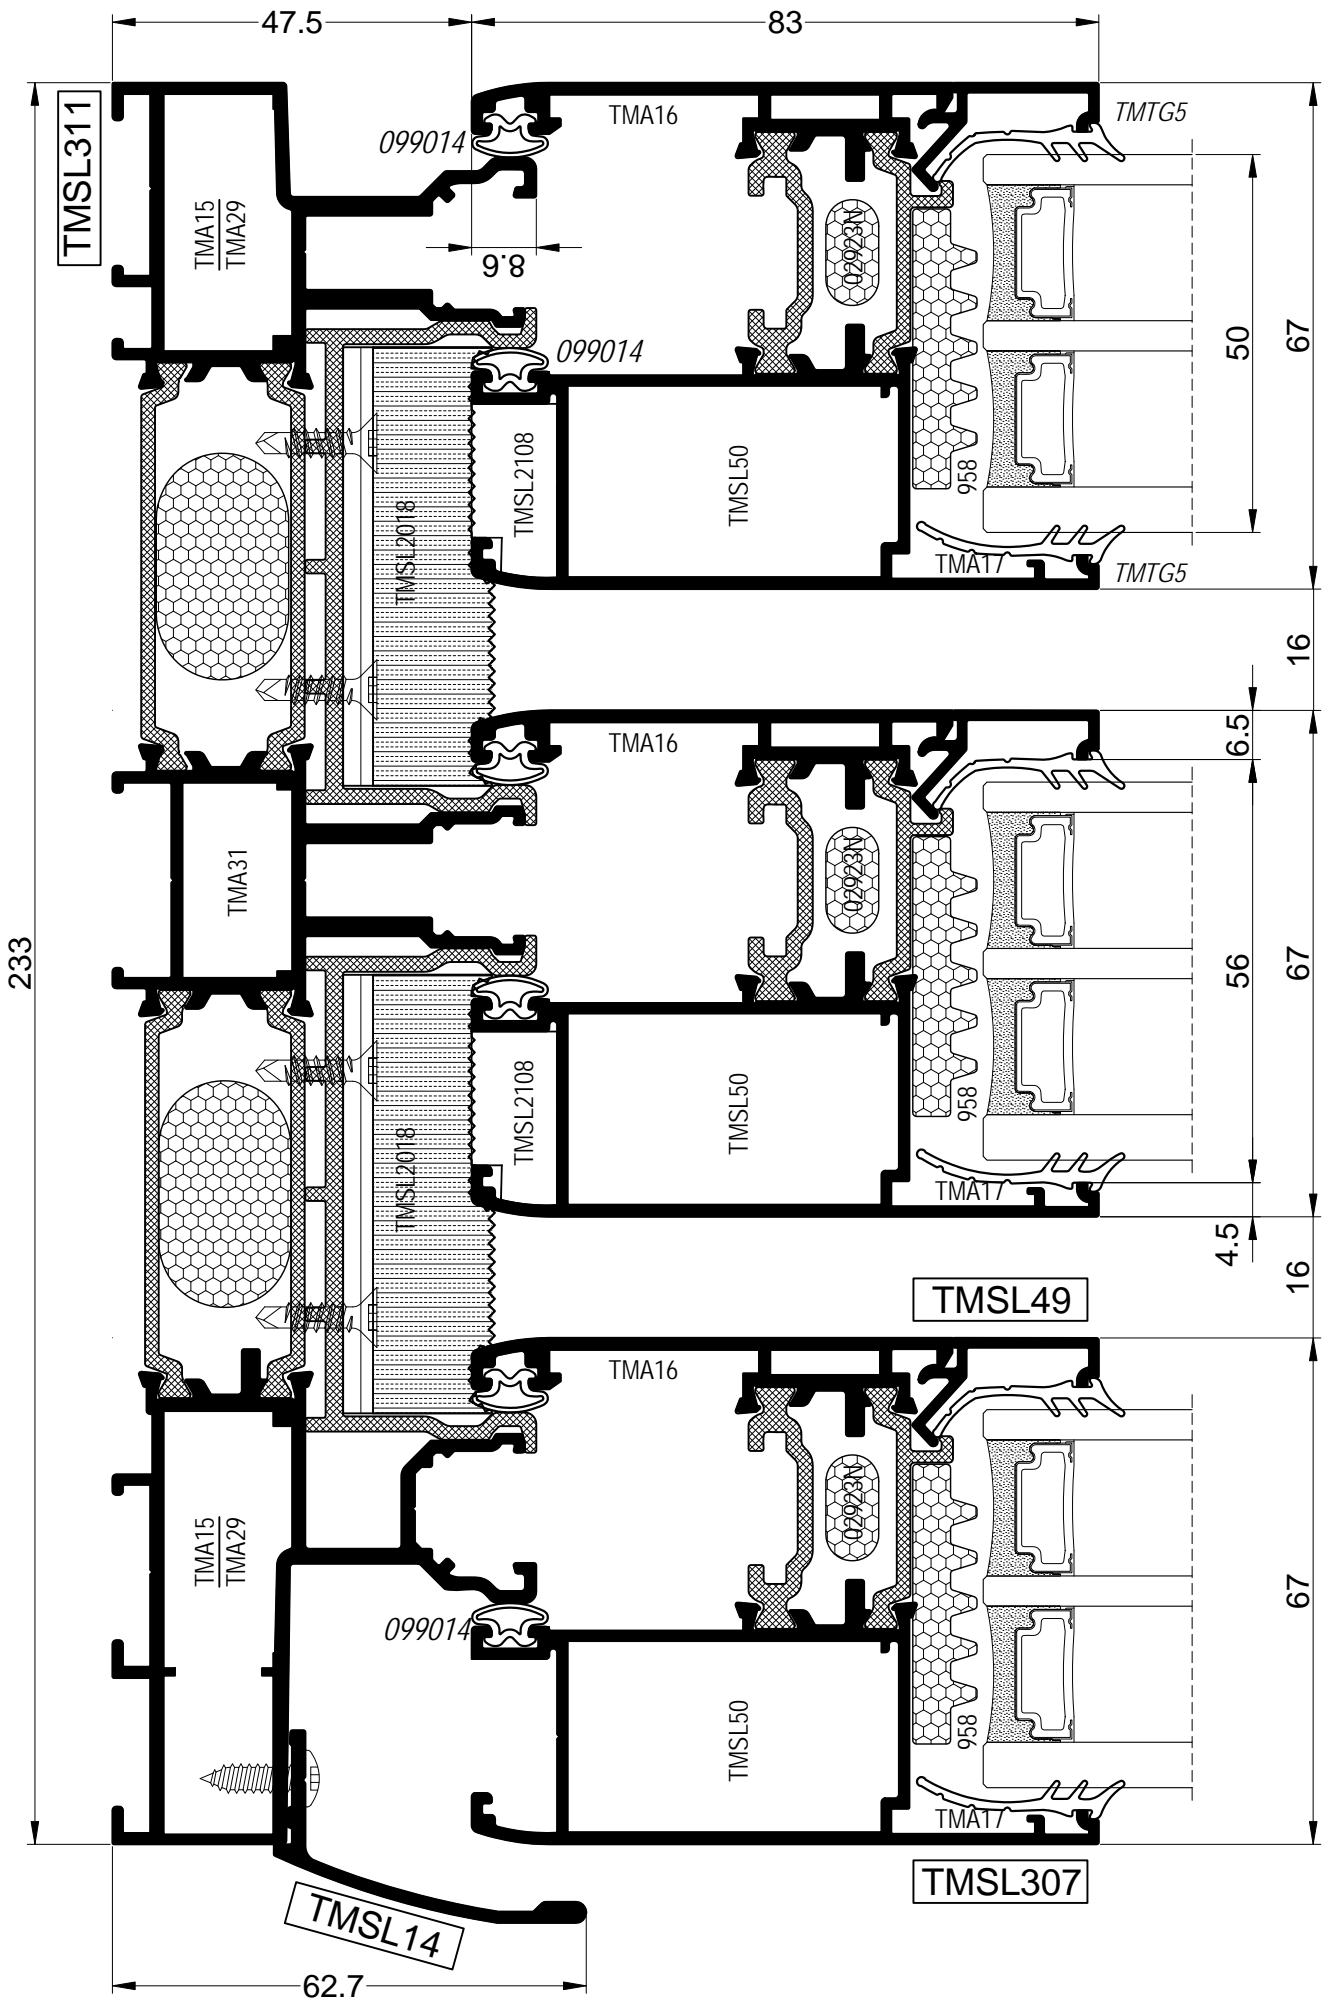 47.5
83
TMSL311
TMA16
TMTG5
099014
TMA15
TMA29
02923N
8.6
099014
50
67
TMSL2108
TMSL50
958
TMSL2018
TMA17
TMTG5
16
6.5
TMA16
TMA31
02923N
233
56
67
TMSL2108
TMSL50
958
TMSL2018
TMA17
4.5
16
TMSL49
TMA16
TMA15
TMA29
02923N
67
099014
TMSL50
958
TMA17
TMSL307
TMSL14
62.7